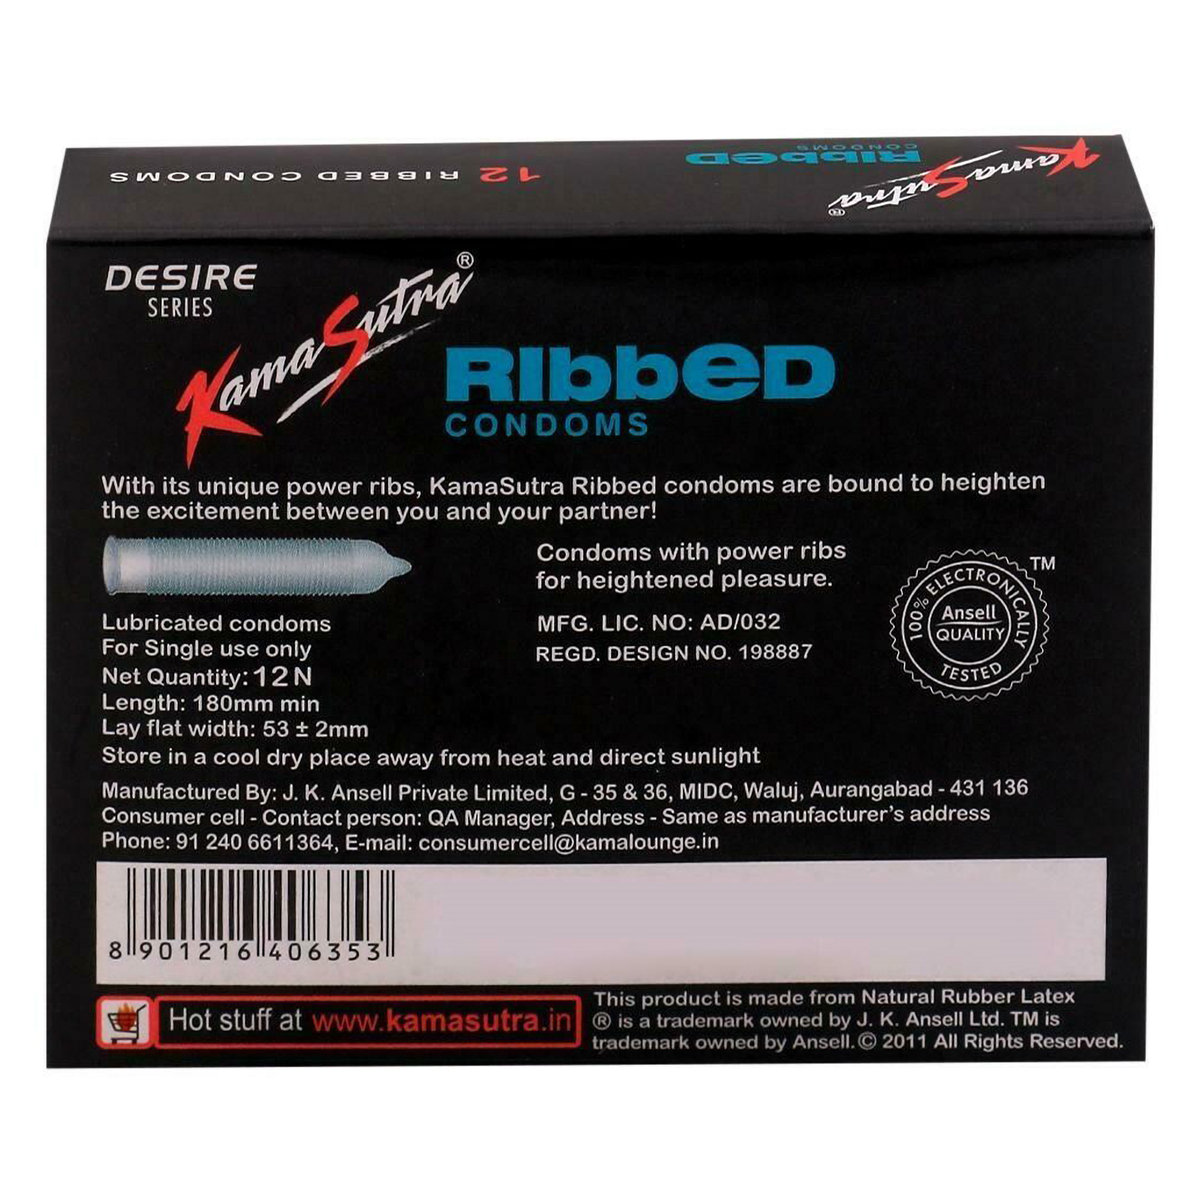 12 RIBBED CONDOMS
KamaSutra® RIbbeD
CONDOMS
DESIRE
SERIES
KamaSutra®
RIbbeD
CONDOMS
With its unique power ribs, KamaSutra Ribbed condoms are bound to heighten
the excitement between you and your partner!
Condoms with power ribs
for heightened pleasure.
MFG. LIC. NO: AD/032
REGD. DESIGN NO. 198887
100% ELECTRONICALLY TESTED
Ansell
QUALITY
TM
Lubricated condoms
For Single use only
Net Quantity: 12 N
Length: 180mm min
Lay flat width: 53 ± 2mm
Store in a cool dry place away from heat and direct sunlight
Manufactured By: J. K. Ansell Private Limited, G - 35 & 36, MIDC, Waluj, Aurangabad - 431 136
Consumer cell - Contact person: QA Manager, Address - Same as manufacturer's address
Phone: 91 240 6611364, E-mail: consumercell@kamalounge.in
8 901216 406353
Hot stuff at www.kamasutra.in
This product is made from Natural Rubber Latex
® is a trademark owned by J. K. Ansell Ltd. TM is
trademark owned by Ansell. © 2011 All Rights Reserved.